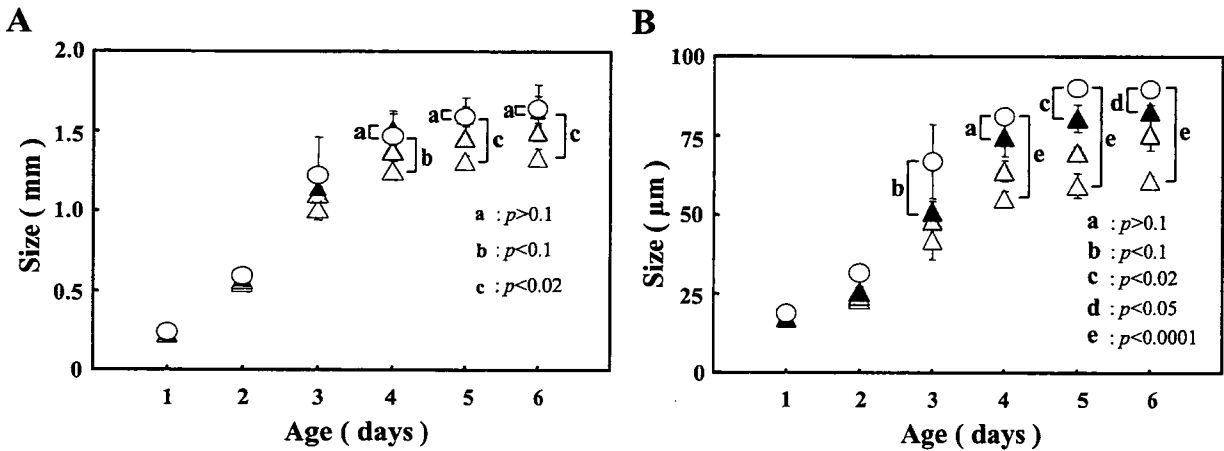 A
Size ( mm )
2.0
1.5
1.0
0.5
0
a
b
a
c
a
c
a : p>0.1
b : p<0.1
c : p<0.02
1 2 3 4 5 6
Age ( days )
B
Size ( μm )
100
75
50
25
0
b
a
e
c
e
d
e
a : p>0.1
b : p<0.1
c : p<0.02
d : p<0.05
e : p<0.0001
1 2 3 4 5 6
Age ( days )